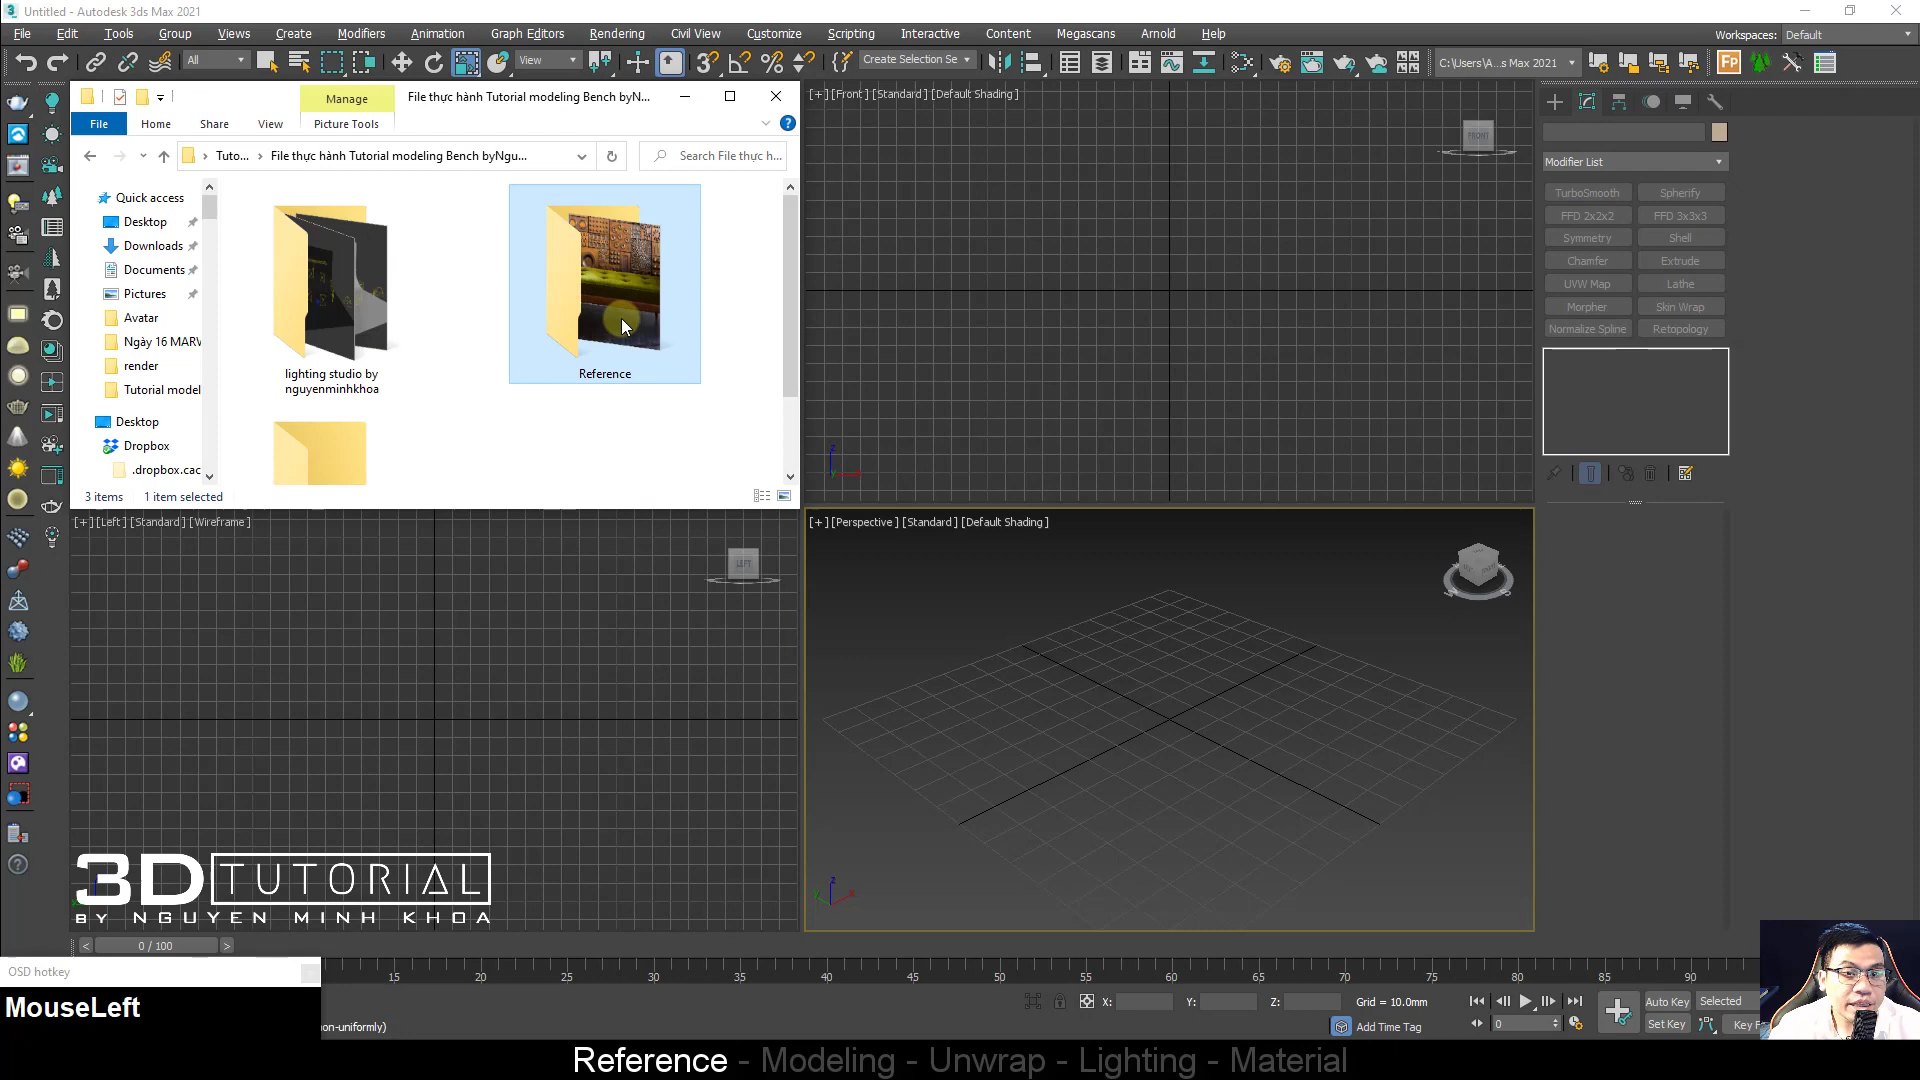 Untitled - Autodesk 3ds Max 2021
File Edit Tools Group Views Create Modifiers Animation Graph Editors Rendering Civil View Customize Scripting Interactive Content Megascans Arnold Help
Workspaces: Default
All
View
Create Selection Se
C:\Users\A...s Max 2021
Fp
Manage
File thực hành Tutorial modeling Bench byN...
File Home Share View Picture Tools
Tuto... File thực hành Tutorial modeling Bench byNgu...
Search File thực h...
Quick access
Desktop
Downloads
Documents
Pictures
Avatar
Ngày 16 MARV
render
Tutorial model
Desktop
Dropbox
.dropbox.cac
lighting studio by
nguyenminhkhoa
Reference
3 items 1 item selected
[+] [Front] [Standard] [Default Shading]
FRONT
[+] [Left] [Standard] [Wireframe]
LEFT
[+] [Perspective] [Standard] [Default Shading]
Modifier List
TurboSmooth Spherify
FFD 2x2x2 FFD 3x3x3
Symmetry Shell
Chamfer Extrude
UVW Map Lathe
Morpher Skin Wrap
Normalize Spline Retopology
3D TUTORIAL
BY NGUYEN MINH KHOA
< 0 / 100 >
15 20 25 30 35 40 45 50 55 60 65 70 75 80 85 90
OSD hotkey
MouseLeft
on-uniformly)
X: Y: Z: Grid = 10.0mm
Add Time Tag
0
Auto Key Selected
Set Key Key F
Reference - Modeling - Unwrap - Lighting - Material